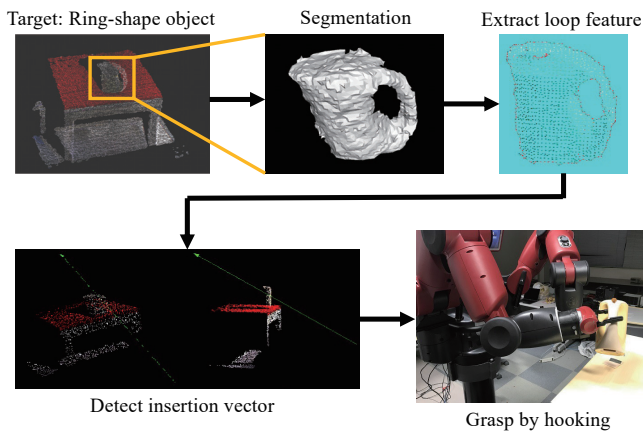 Target: Ring-shape object
Segmentation
Extract loop feature
Detect insertion vector
Grasp by hooking